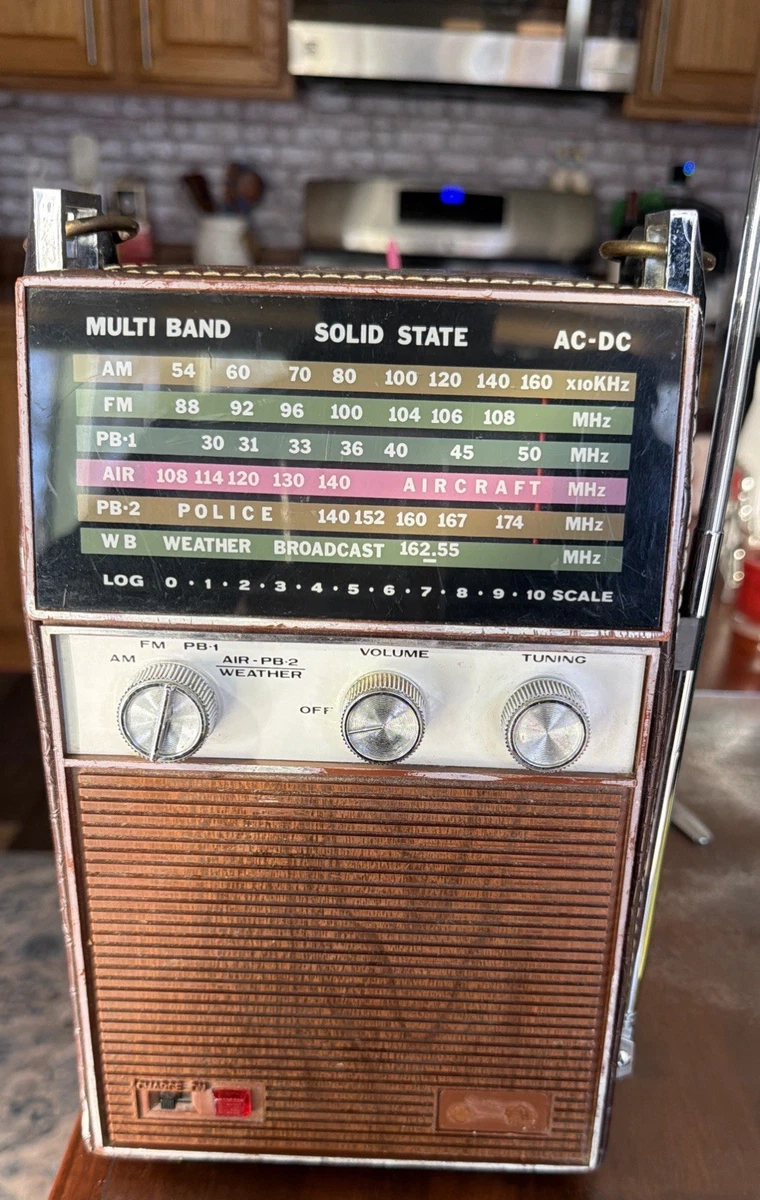 MULTI BAND SOLID STATE AC-DC
AM 54 60 70 80 100 120 140 160 x10KHz
FM 88 92 96 100 104 106 108 MHz
PB·1 30 31 33 36 40 45 50 MHz
AIR 108 114 120 130 140 AIRCRAFT MHz
PB·2 POLICE 140 152 160 167 174 MHz
WB WEATHER BROADCAST 162.55 MHz
LOG 0 · 1 · 2 · 3 · 4 · 5 · 6 · 7 · 8 · 9 · 10 SCALE
AM FM PB·1 AIR-PB·2
WEATHER
OFF VOLUME
TUNING
CHARGE